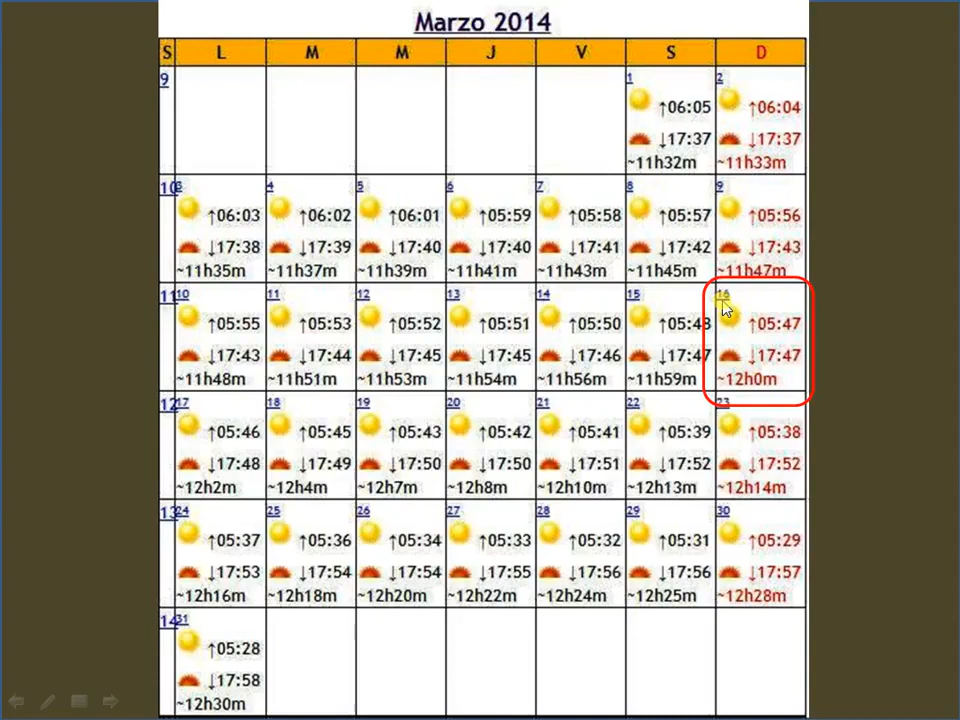 Marzo 2014
S L M M J V S D
9 1 2
↑06:05 ↑06:04
↓17:37 ↓17:37
~11h32m ~11h33m
10 3 4 5 6 7 8 9
↑06:03 ↑06:02 ↑06:01 ↑05:59 ↑05:58 ↑05:57 ↑05:56
↓17:38 ↓17:39 ↓17:40 ↓17:40 ↓17:41 ↓17:42 ↓17:43
~11h35m ~11h37m ~11h39m ~11h41m ~11h43m ~11h45m ~11h47m
11 10 11 12 13 14 15 16
↑05:55 ↑05:53 ↑05:52 ↑05:51 ↑05:50 ↑05:48 ↑05:47
↓17:43 ↓17:44 ↓17:45 ↓17:45 ↓17:46 ↓17:47 ↓17:47
~11h48m ~11h51m ~11h53m ~11h54m ~11h56m ~11h59m ~12h0m
12 17 18 19 20 21 22 23
↑05:46 ↑05:45 ↑05:43 ↑05:42 ↑05:41 ↑05:39 ↑05:38
↓17:48 ↓17:49 ↓17:50 ↓17:50 ↓17:51 ↓17:52 ↓17:52
~12h2m ~12h4m ~12h7m ~12h8m ~12h10m ~12h13m ~12h14m
13 24 25 26 27 28 29 30
↑05:37 ↑05:36 ↑05:34 ↑05:33 ↑05:32 ↑05:31 ↑05:29
↓17:53 ↓17:54 ↓17:54 ↓17:55 ↓17:56 ↓17:56 ↓17:57
~12h16m ~12h18m ~12h20m ~12h22m ~12h24m ~12h25m ~12h28m
14 31
↑05:28
↓17:58
~12h30m